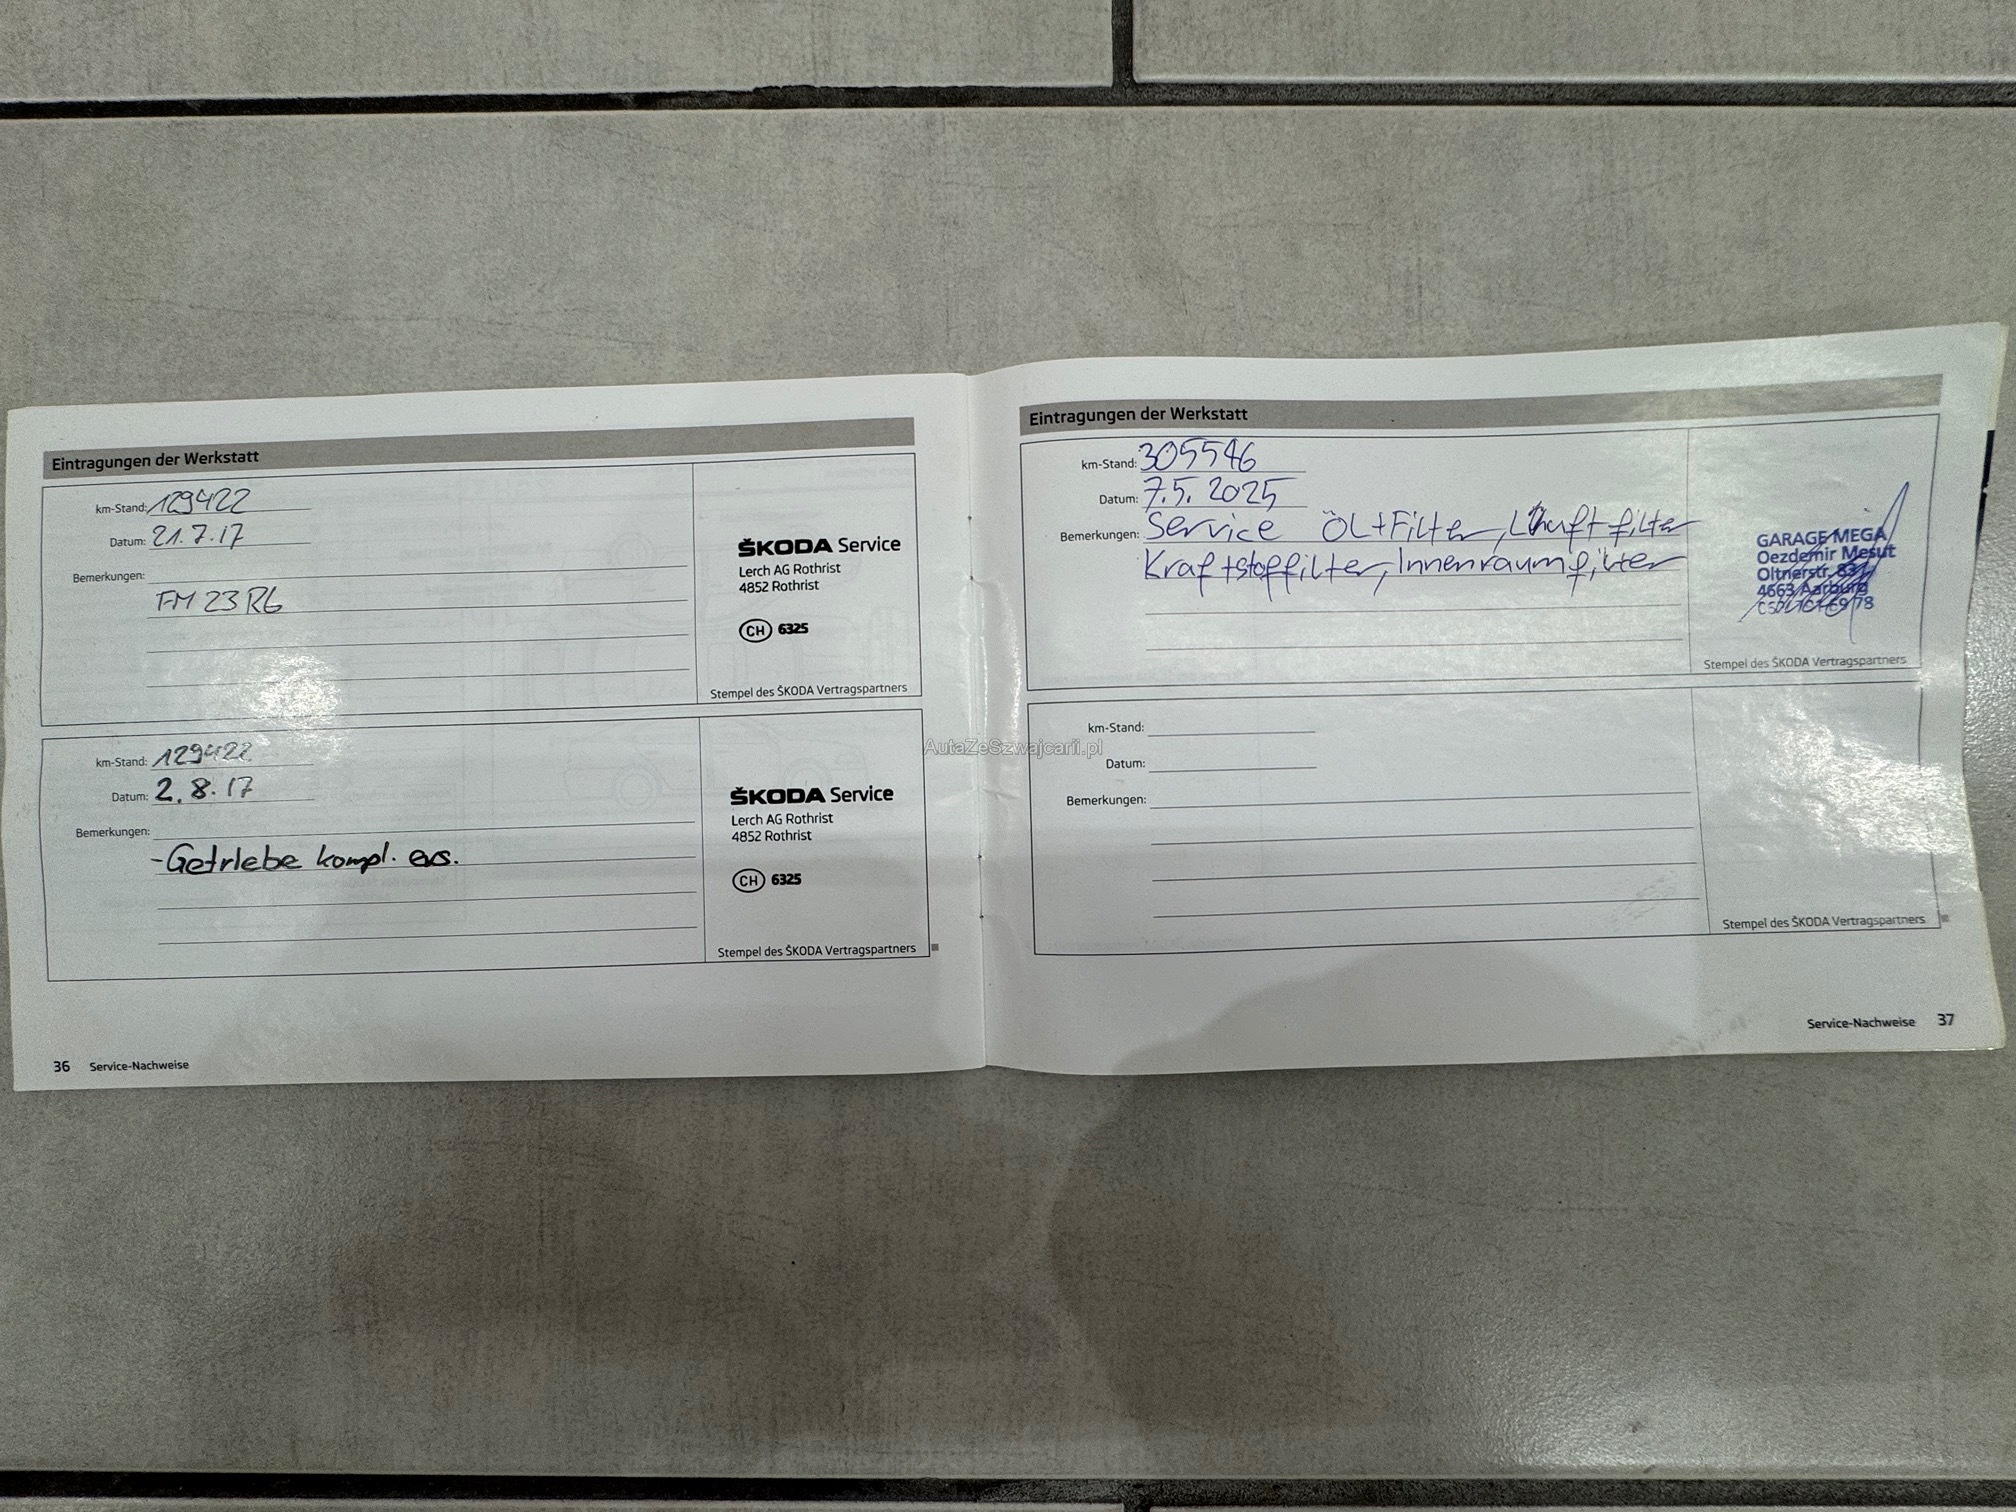 Eintragungen der Werkstatt
km-Stand: 129422
Datum: 21.7.17
Bemerkungen:
FM 23R6
ŠKODA Service
Lerch AG Rothrist
4852 Rothrist
CH 6325
Stempel des ŠKODA Vertragspartners
km-Stand: 129422
Datum: 2.8.17
Bemerkungen:
-Getriebe kompl. ers.
ŠKODA Service
Lerch AG Rothrist
4852 Rothrist
CH 6325
Stempel des ŠKODA Vertragspartners
36 Service-Nachweise
AutaZeSzwajcarii.pl
Eintragungen der Werkstatt
km-Stand: 305546
Datum: 7.5.2025
Bemerkungen: Service ÖL+Filter, Luftfilter
Kraftstoffilter, Innenraumfilter
GARAGE MEGA
Oezdemir Mesut
Oltnerstr.
4663 Aarburg
Stempel des ŠKODA Vertragspartners
km-Stand:
Datum:
Bemerkungen:
Stempel des ŠKODA Vertragspartners
Service-Nachweise 37